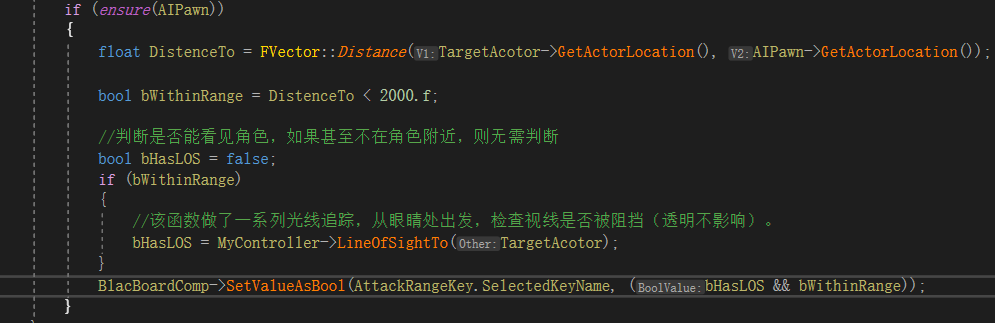 if (ensure(AIPawn))
{
float DistenceTo = FVector::Distance(V1:TargetAcotor->GetActorLocation(), V2:AIPawn->GetActorLocation());
bool bWithinRange = DistenceTo < 2000.f;
//判断是否能看见角色，如果甚至不在角色附近，则无需判断
bool bHasLOS = false;
if (bWithinRange)
{
//该函数做了一系列光线追踪，从眼睛处出发，检查视线是否被阻挡（透明不影响）。
bHasLOS = MyController->LineOfSightTo(Other:TargetAcotor);
}
BlacBoardComp->SetValueAsBool(AttackRangeKey.SelectedKeyName, (BoolValue:bHasLOS && bWithinRange));
}